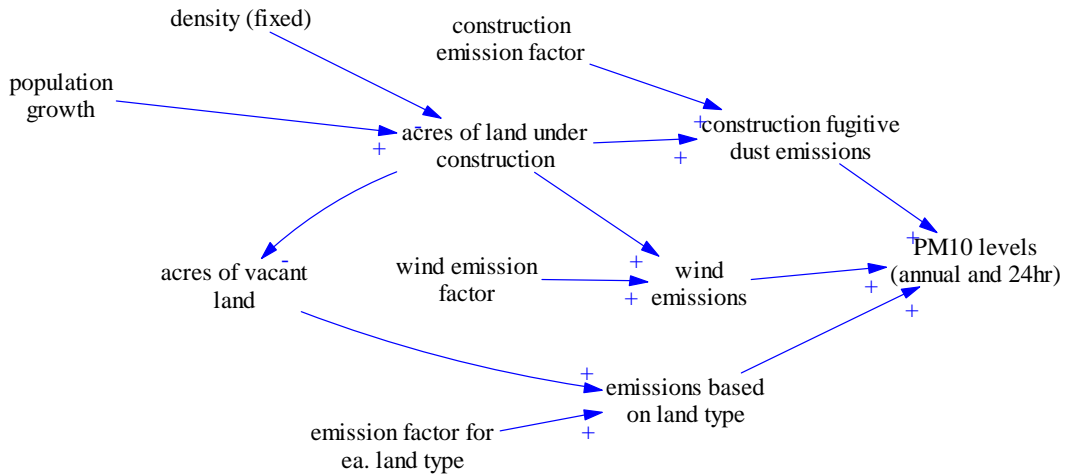 density (fixed)
construction
emission factor
population
growth
-
+
acres of land under
construction
+
+
construction fugitive
dust emissions
-
acres of vacant
land
wind emission
factor
+
+
wind
emissions
+
+
PM10 levels
(annual and 24hr)
+
+
+
emissions based
on land type
emission factor for
ea. land type